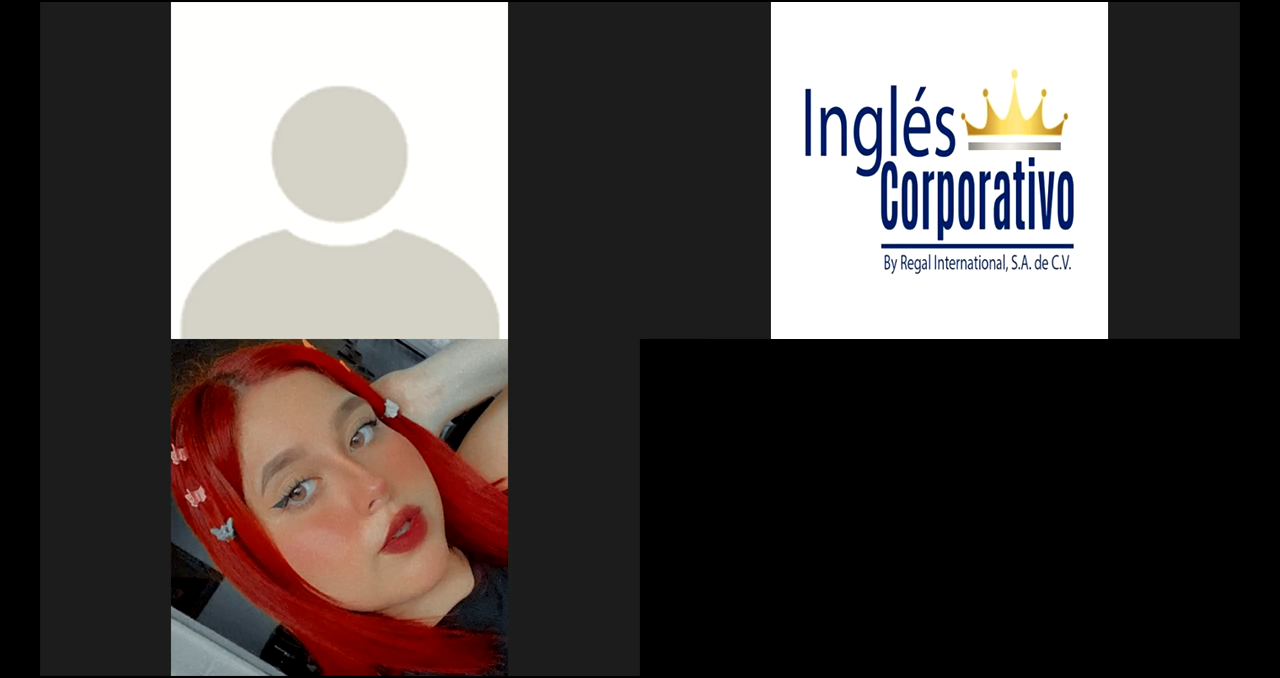 Inglés
Corporativo
By Regal International, S.A. de C.V.